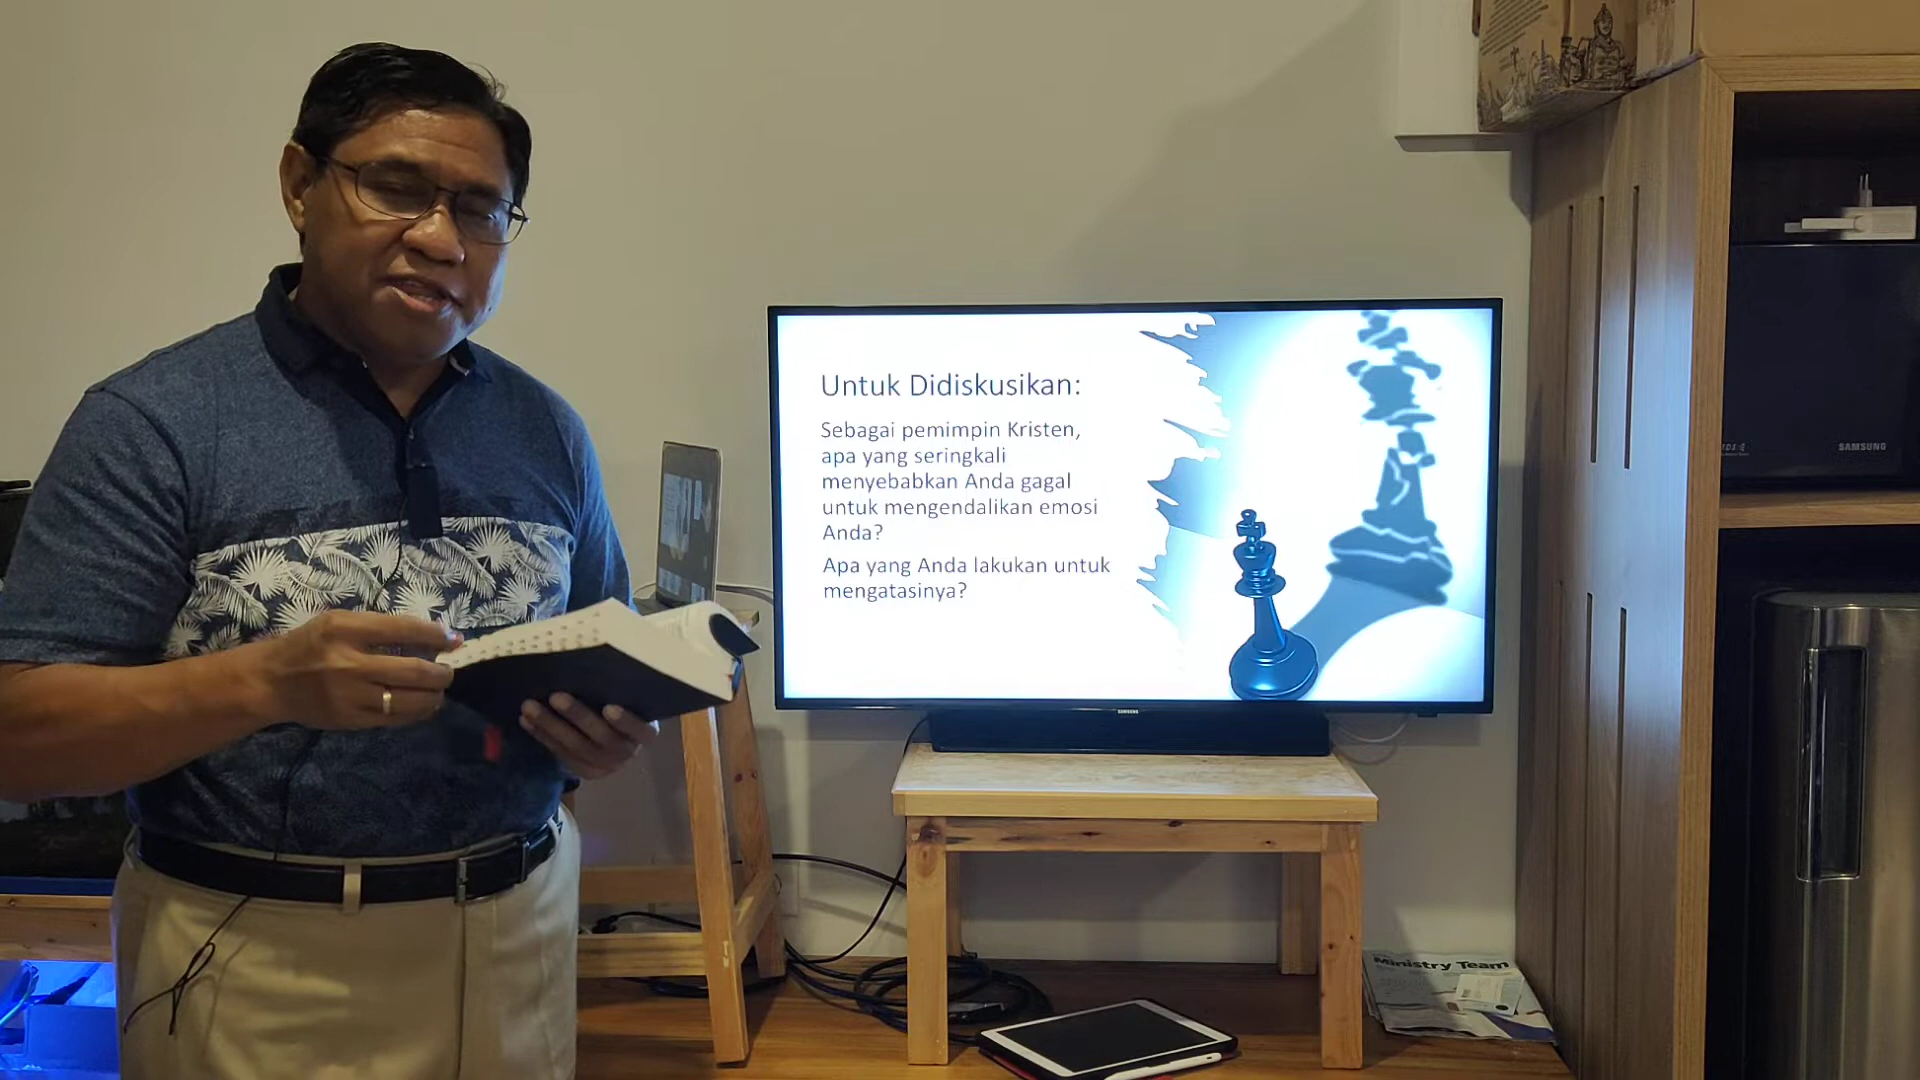 Untuk Didiskusikan:
Sebagai pemimpin Kristen,
apa yang seringkali
menyebabkan Anda gagal
untuk mengendalikan emosi
Anda?
Apa yang Anda lakukan untuk
mengatasinya?
SAMSUNG
SAMSUNG
Ministry Team